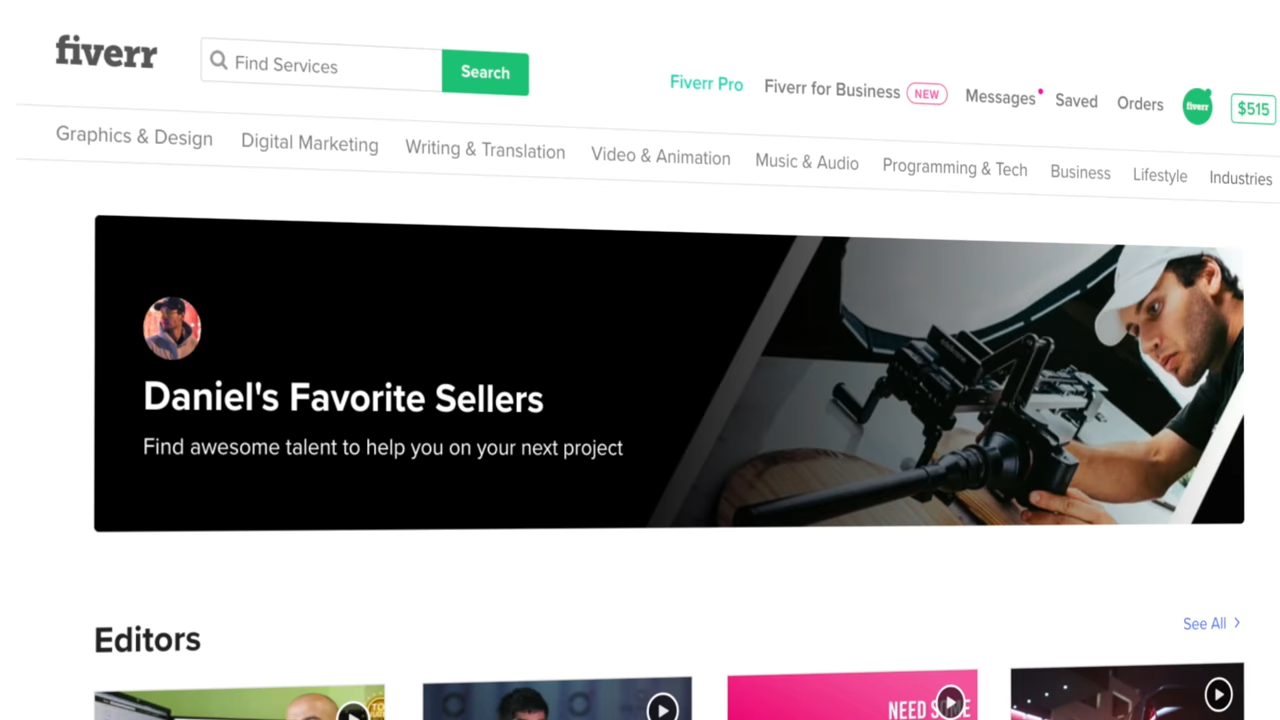 fiverr
Find Services
Search
Fiverr Pro
Fiverr for Business NEW
Messages
Saved
Orders
fiverr
$515
Graphics & Design
Digital Marketing
Writing & Translation
Video & Animation
Music & Audio
Programming & Tech
Business
Lifestyle
Industries
Daniel's Favorite Sellers
Find awesome talent to help you on your next project
Editors
See All
NEED SOME